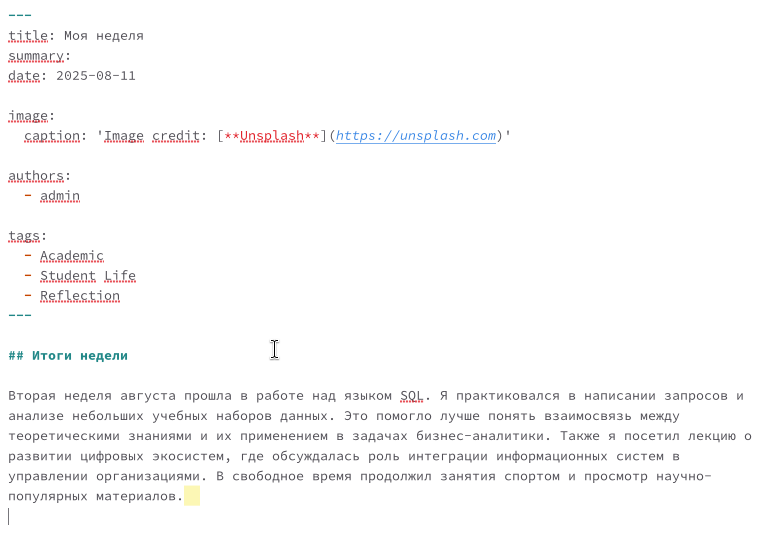 ---
title: Моя неделя
summary:
date: 2025-08-11
image:
caption: 'Image credit: [**Unsplash**](https://unsplash.com)'
authors:
- admin
tags:
- Academic
- Student Life
- Reflection
---
## Итоги недели
Вторая неделя августа прошла в работе над языком SQL. Я практиковался в написании запросов и
анализе небольших учебных наборов данных. Это помогло лучше понять взаимосвязь между
теоретическими знаниями и их применением в задачах бизнес-аналитики. Также я посетил лекцию о
развитии цифровых экосистем, где обсуждалась роль интеграции информационных систем в
управлении организациями. В свободное время продолжил занятия спортом и просмотр научно-
популярных материалов.